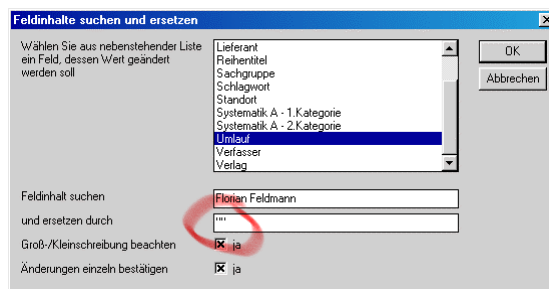 Feldinhalte suchen und ersetzen
Wählen Sie aus nebenstehender Liste
ein Feld, dessen Wert geändert
werden soll
Lieferant
Reihentitel
Sachgruppe
Schlagwort
Standort
Systematik A - 1.Kategorie
Systematik A - 2.Kategorie
Umlauf
Verfasser
Verlag
OK
Abbrechen
Feldinhalt suchen
Florian Feldmann
und ersetzen durch
""
Groß-/Kleinschreibung beachten
ja
Änderungen einzeln bestätigen
ja